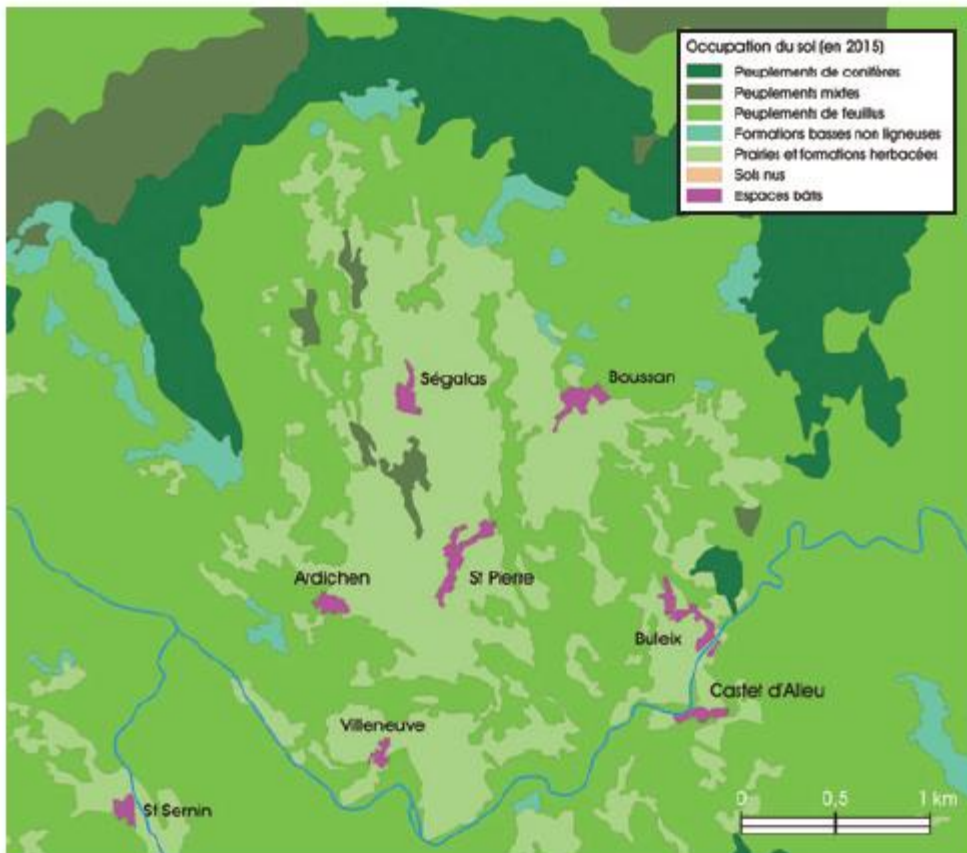 Occupation du sol (en 2015)
Peuplements de conifères
Peuplements mixtes
Peuplements de feuillus
Formations basses non ligneuses
Prairies et formations herbacées
Sols nus
Espaces bâtis
Ségalas
Boussan
Ardichen
St Pierre
Buleix
Castet d'Alieu
Villeneuve
St Sernin
0 0,5 1 km